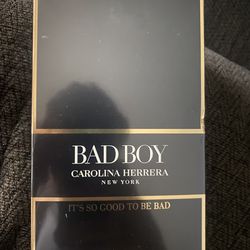 BAD BOY
CAROLINA HERRERA
NEW YORK
IT'S SO GOOD TO BE BAD